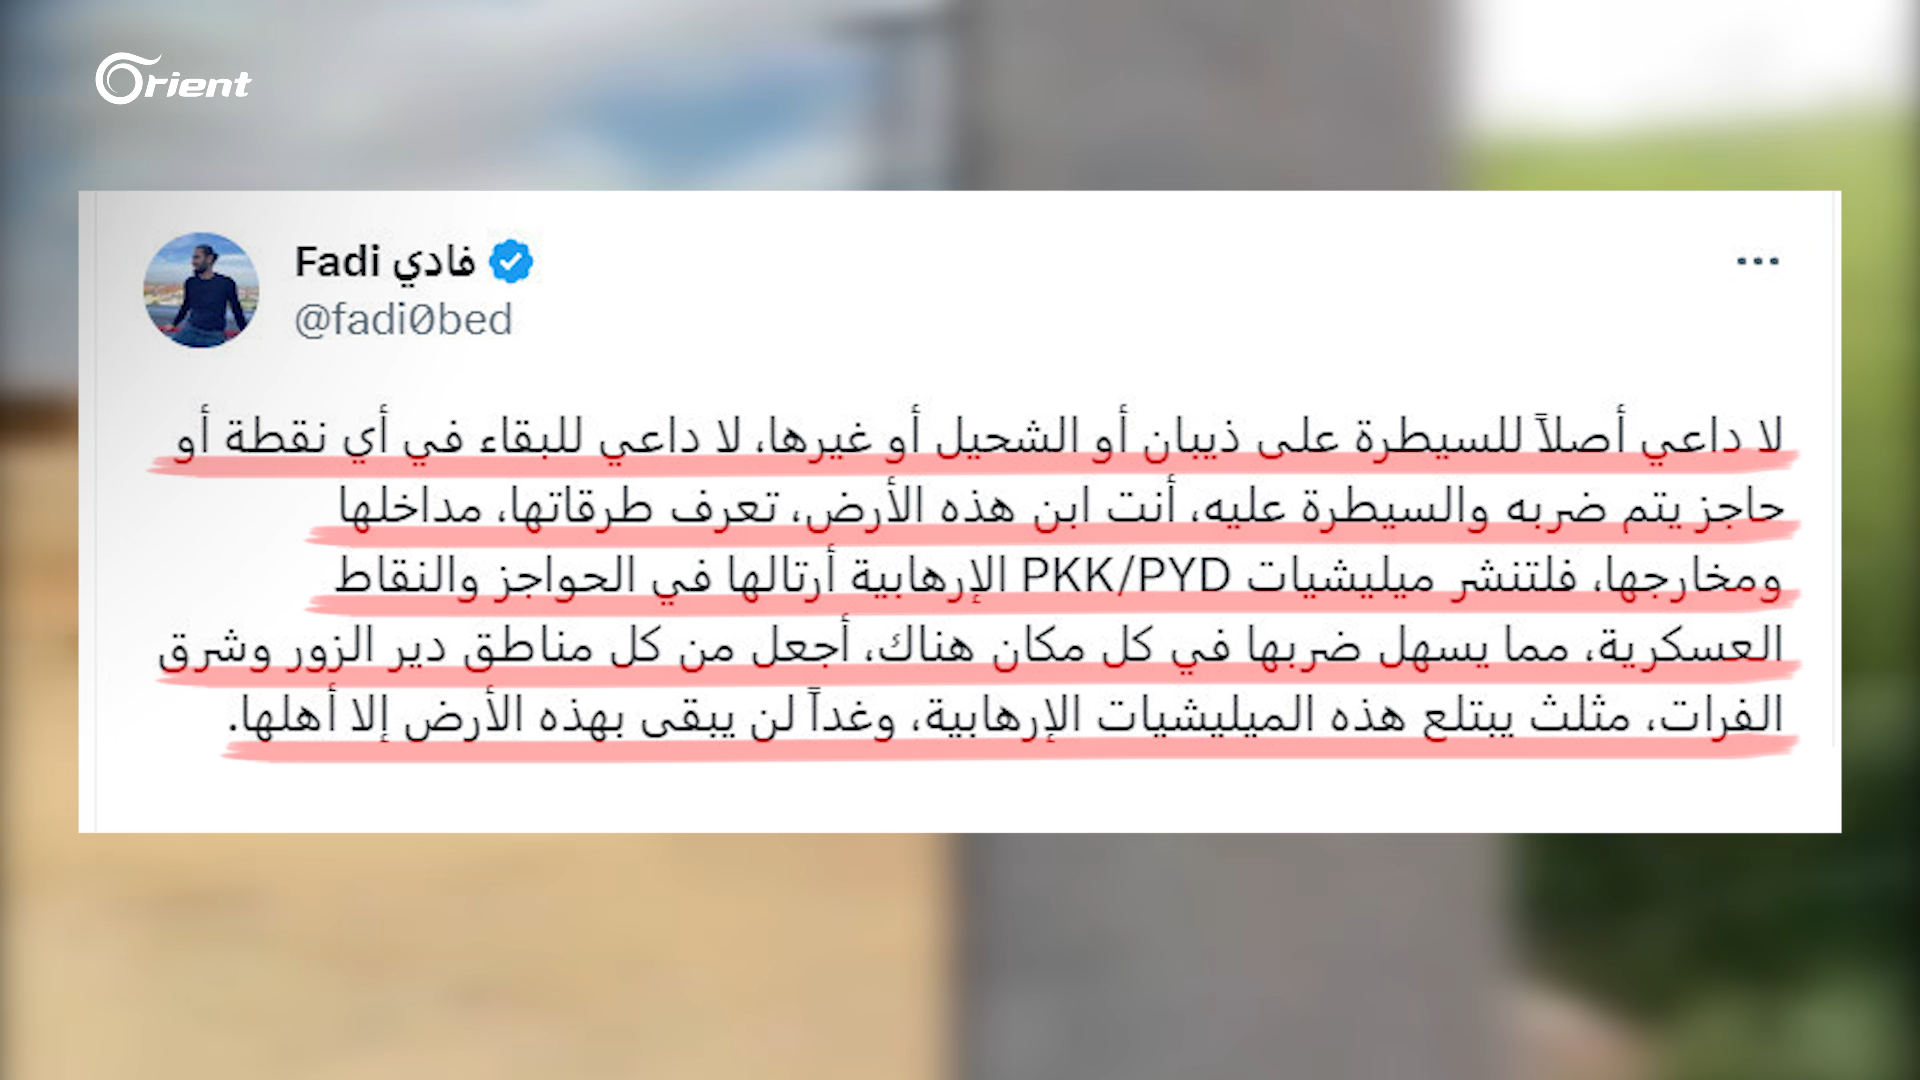 Orient
Fadi فادي
@fadi0bed
لا داعي أصلاً للسيطرة على ذيبان أو الشحيل أو غيرها، لا داعي للبقاء في أي نقطة أو
حاجز يتم ضربه والسيطرة عليه، أنت ابن هذه الأرض، تعرف طرقاتها، مداخلها
ومخارجها، فلتنشر ميليشيات PKK/PYD الإرهابية أرتالها في الحواجز والنقاط
العسكرية، مما يسهل ضربها في كل مكان هناك، أجعل من كل مناطق دير الزور وشرق
الفرات، مثلث يبتلع هذه الميليشيات الإرهابية، وغداً لن يبقى بهذه الأرض إلا أهلها.